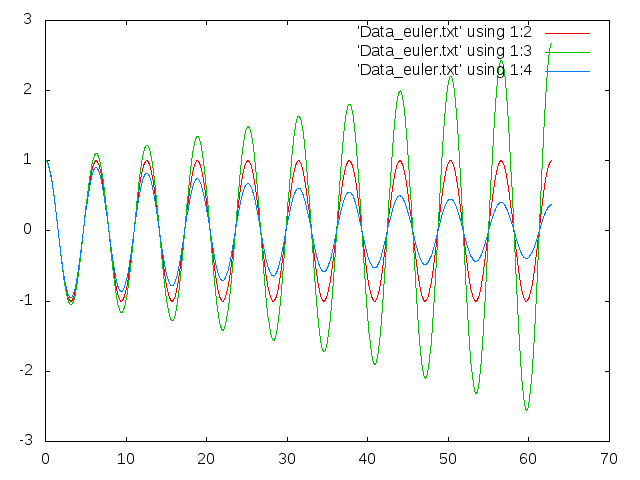 'Data_euler.txt' using 1:2
'Data_euler.txt' using 1:3
'Data_euler.txt' using 1:4
3
2
1
0
-1
-2
-3
0 10 20 30 40 50 60 70